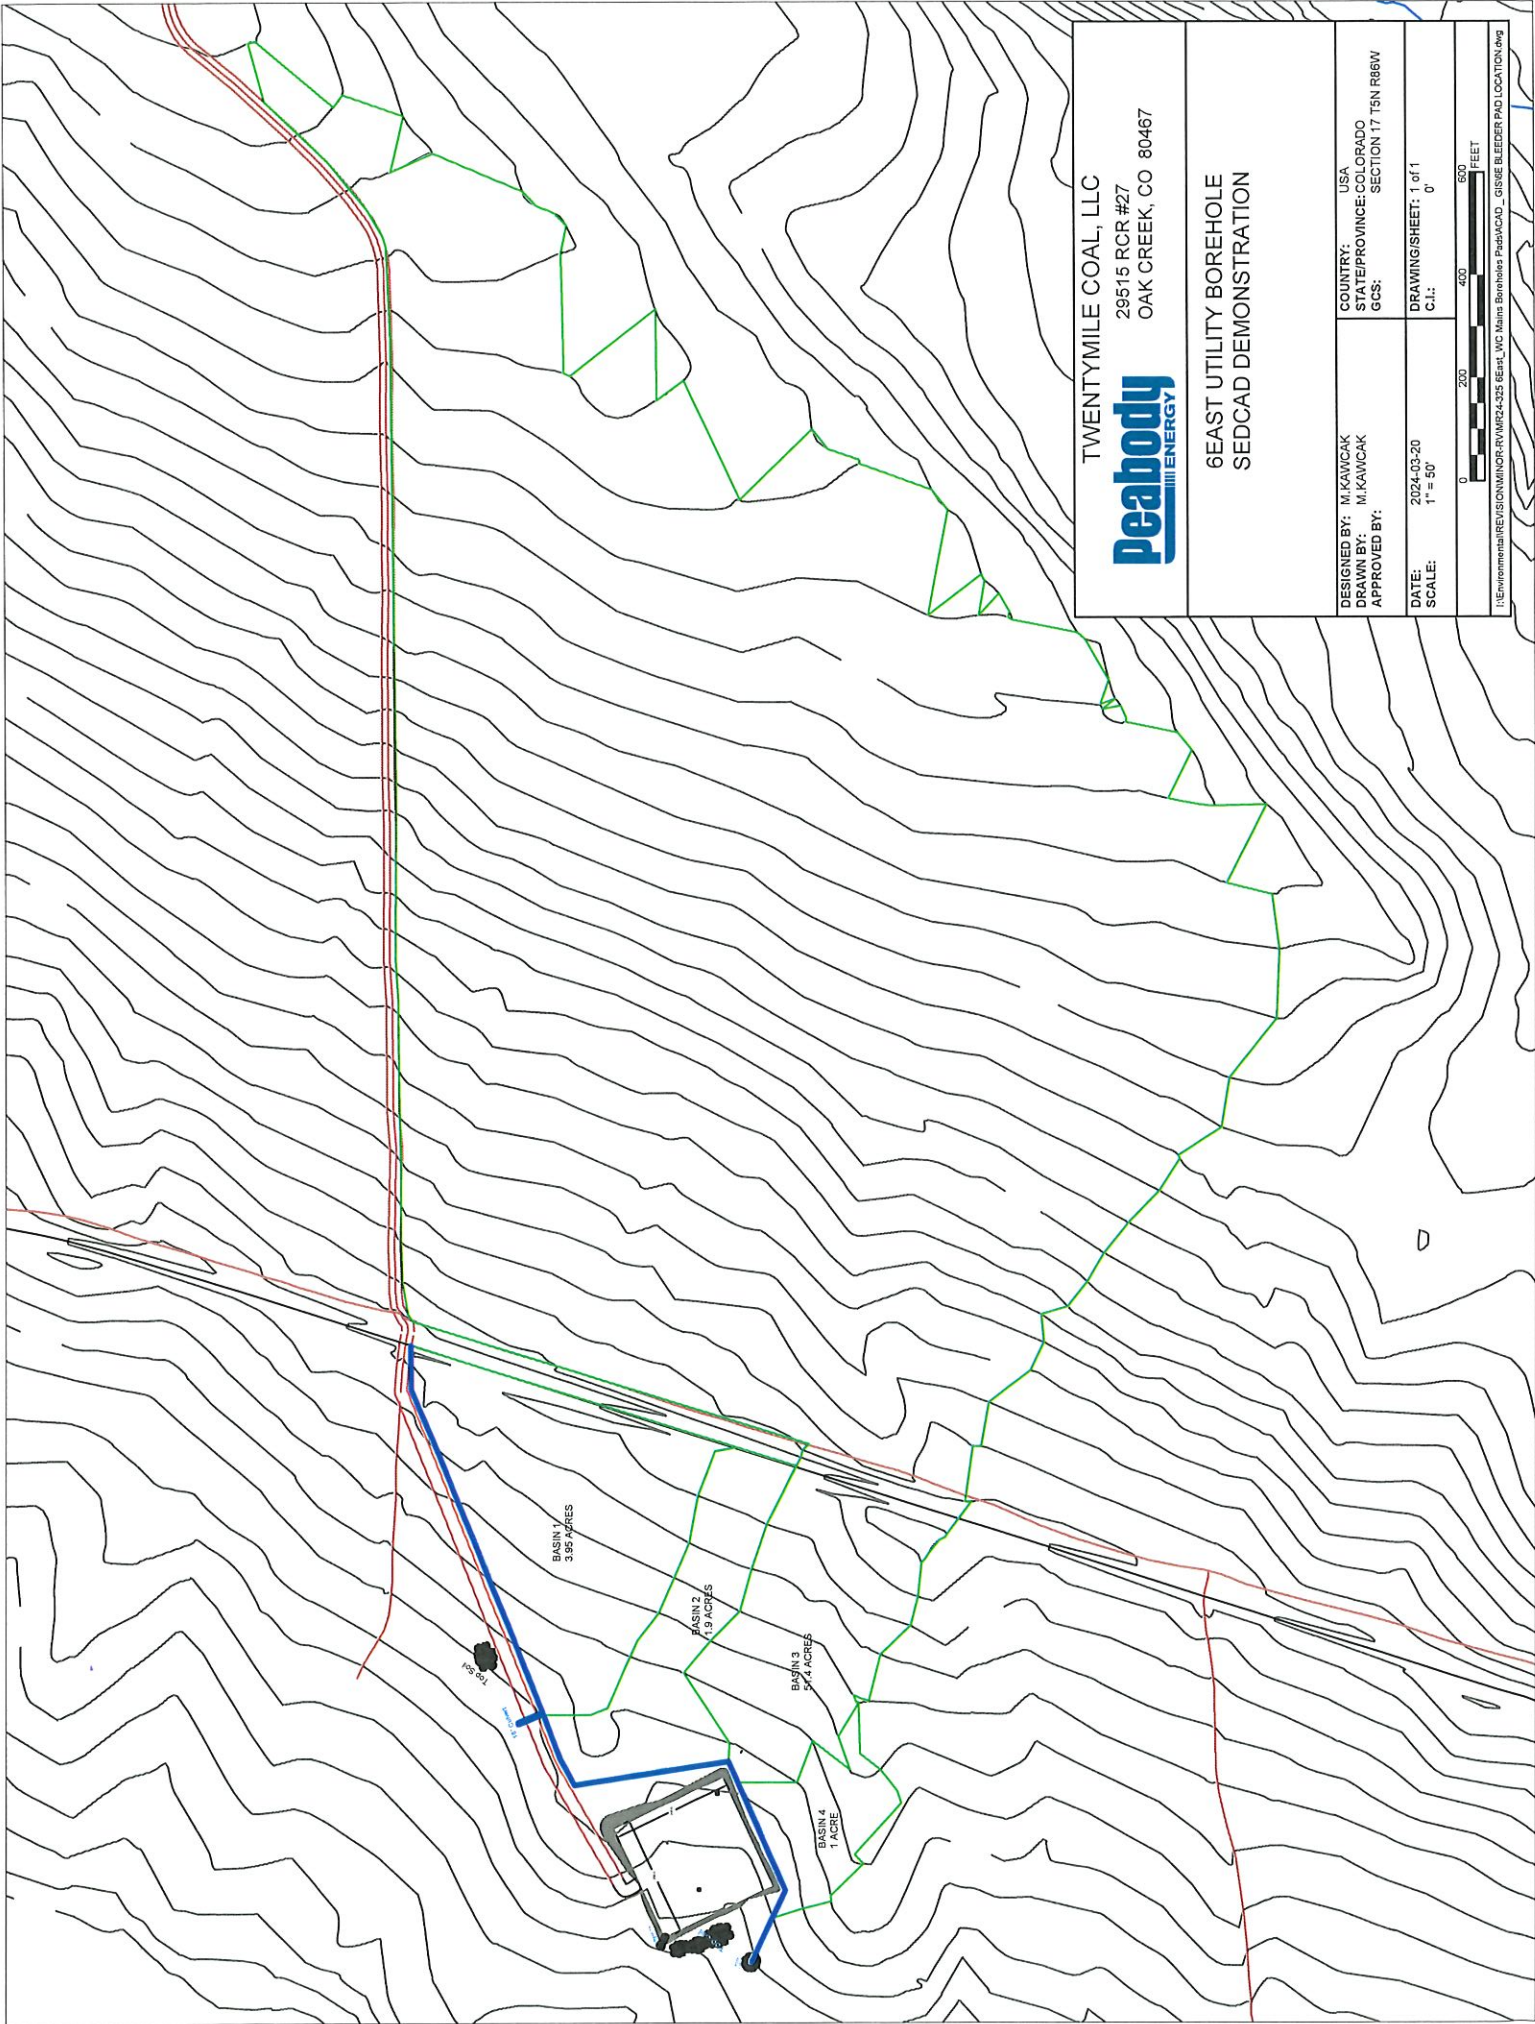 TWENTYMILE COAL, LLC
Peabody
ENERGY
29515 RCR #27
OAK CREEK, CO 80467
6EAST UTILITY BOREHOLE
SEDCAD DEMONSTRATION
DESIGNED BY: M.KAWCAK
DRAWN BY: M.KAWCAK
APPROVED BY:
COUNTRY: USA
STATE/PROVINCE: COLORADO
GCS: SECTION 17 T5N R86W
DATE: 2024-03-20
SCALE: 1" = 50'
DRAWING/SHEET: 1 of 1
C.I.: 0'
0 200 400 600
FEET
BASIN 1
3.95 ACRES
BASIN 2
1.9 ACRES
BASIN 3
51.4 ACRES
BASIN 4
1 ACRE
Top Soil